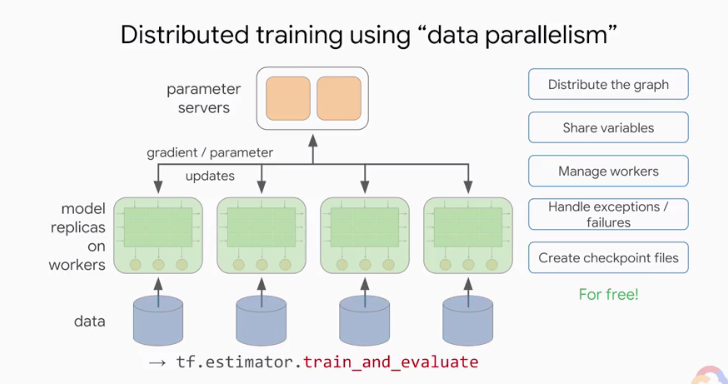 Distributed training using “data parallelism”
parameter
servers
gradient / parameter
updates
model
replicas
on
workers
data
→ tf.estimator.train_and_evaluate
Distribute the graph
Share variables
Manage workers
Handle exceptions /
failures
Create checkpoint files
For free!